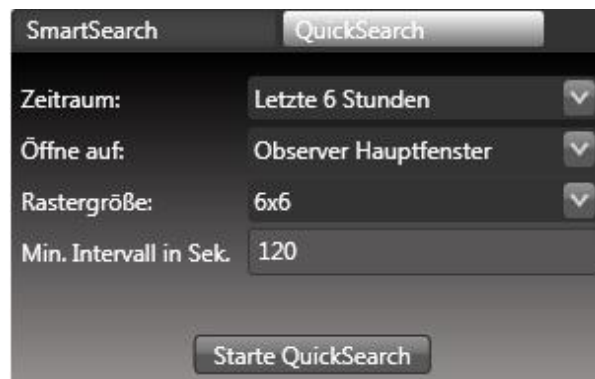 SmartSearch QuickSearch
Zeitraum: Letzte 6 Stunden
Öffne auf: Observer Hauptfenster
Rastergröße: 6x6
Min. Intervall in Sek. 120
Starte QuickSearch